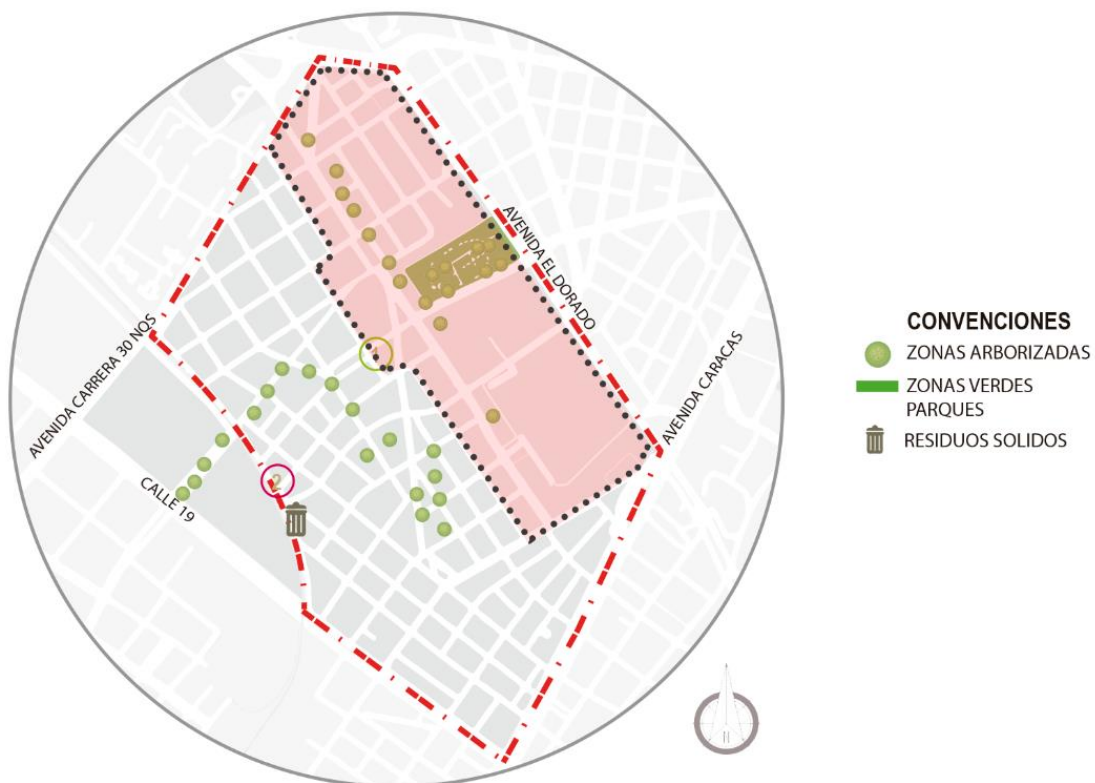 AVENIDA EL DORADO
AVENIDA CARACAS
AVENIDA CARRERA 30 NQS
CALLE 19
2
CONVENCIONES
ZONAS ARBORIZADAS
ZONAS VERDES
PARQUES
RESIDUOS SOLIDOS
N